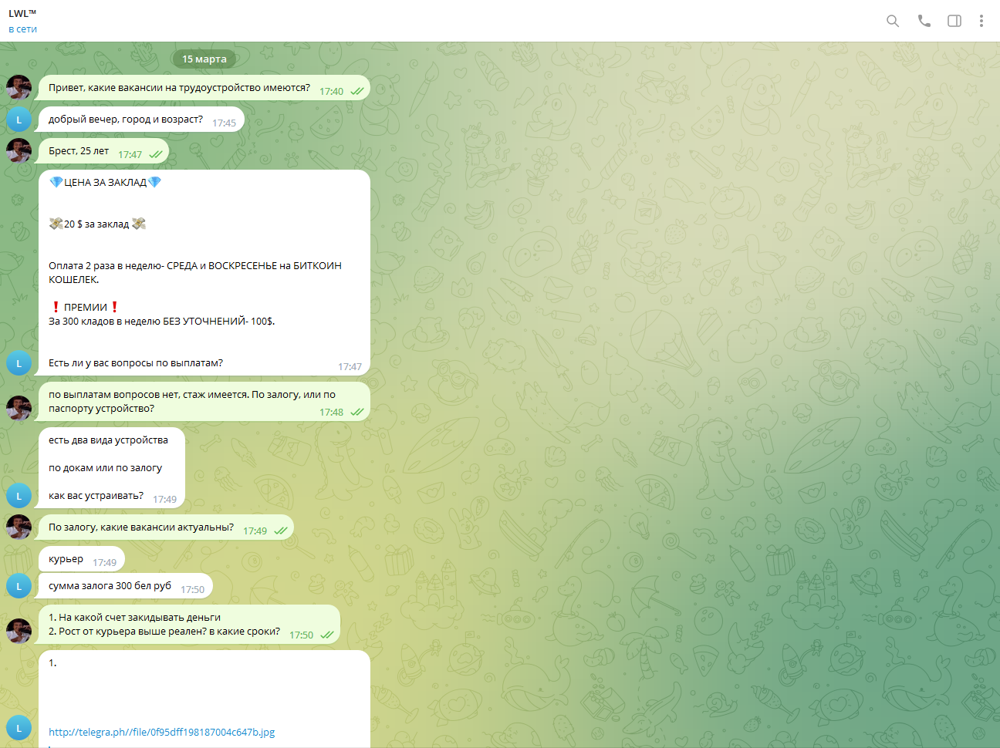 LWL™
в сети
15 марта
Привет, какие вакансии на трудоустройство имеются? 17:40
L
добрый вечер, город и возраст? 17:45
Брест, 25 лет 17:47
💎ЦЕНА ЗА ЗАКЛАД💎
💸20 $ за заклад 💸
Оплата 2 раза в неделю- СРЕДА и ВОСКРЕСЕНЬЕ на БИТКОИН
КОШЕЛЕК.
❗ ПРЕМИИ ❗
За 300 кладов в неделю БЕЗ УТОЧНЕНИЙ- 100$.
L
Есть ли у вас вопросы по выплатам? 17:47
по выплатам вопросов нет, стаж имеется. По залогу, или по
паспорту устройство? 17:48
есть два вида устройства
по докам или по залогу
L
как вас устраивать? 17:49
По залогу, какие вакансии актуальны? 17:49
курьер 17:49
L
сумма залога 300 бел руб 17:50
1. На какой счет закидывать деньги
2. Рост от курьера выше реален? в какие сроки? 17:50
1.
L
http://telegra.ph//file/0f95dff198187004c647b.jpg